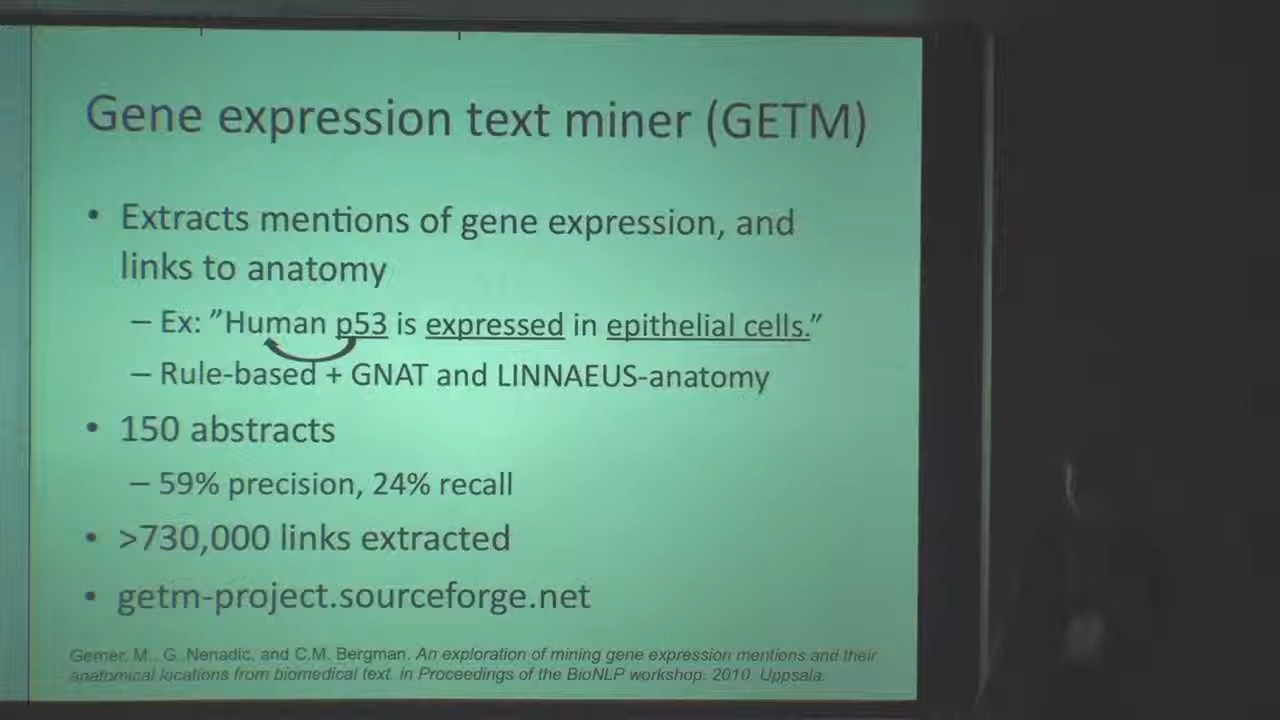 Gene expression text miner (GETM)
• Extracts mentions of gene expression, and
links to anatomy
– Ex: ”Human p53 is expressed in epithelial cells.”
– Rule-based + GNAT and LINNAEUS-anatomy
• 150 abstracts
– 59% precision, 24% recall
• >730,000 links extracted
• getm-project.sourceforge.net
Gerner, M., G. Nenadic, and C.M. Bergman. An exploration of mining gene expression mentions and their
anatomical locations from biomedical text. in Proceedings of the BioNLP workshop. 2010. Uppsala.